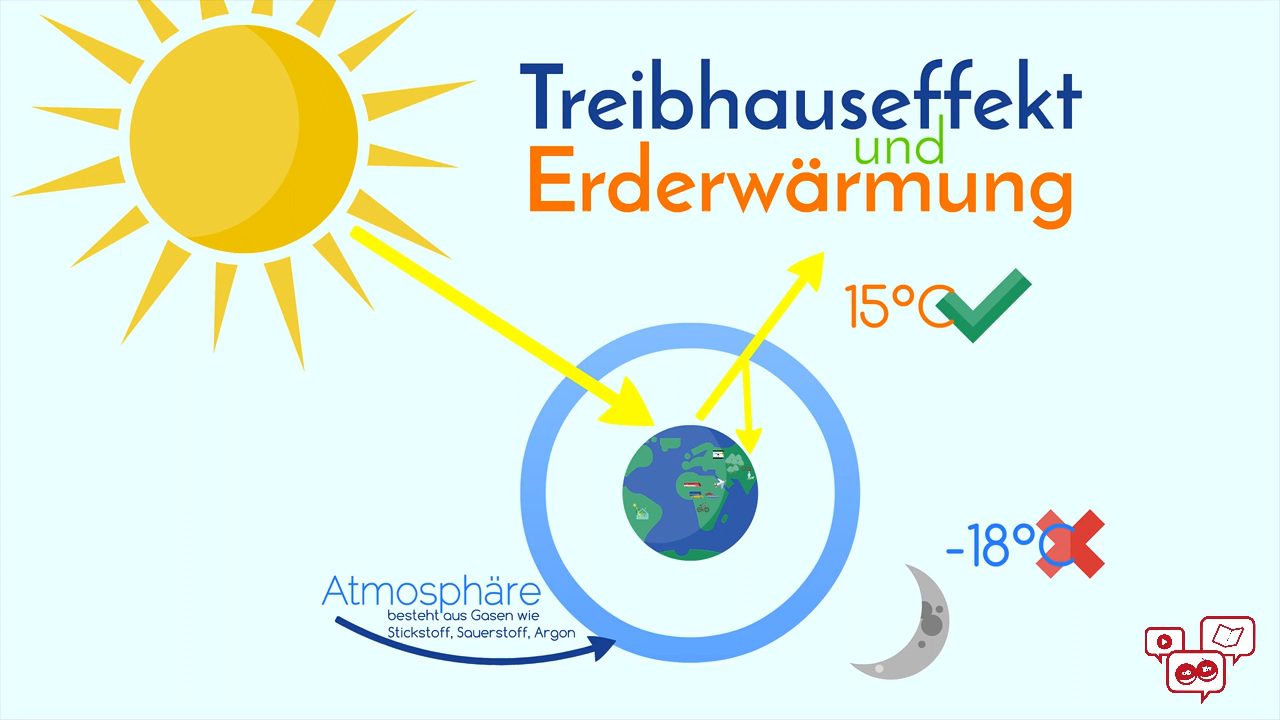 Treibhauseffekt
und
Erderwärmung
15°C
-18°C
Atmosphäre
besteht aus Gasen wie
Stickstoff, Sauerstoff, Argon